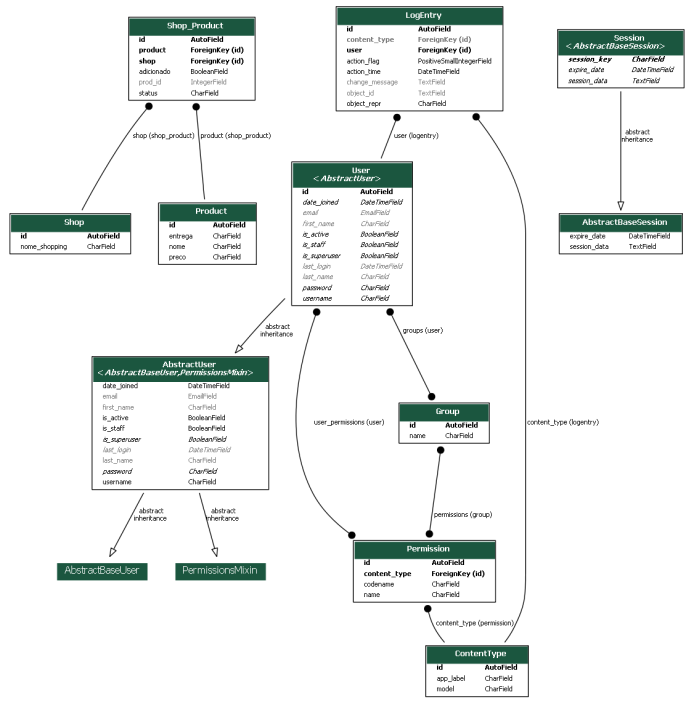 Shop_Product
id AutoField
product ForeignKey (id)
shop ForeignKey (id)
adicionado BooleanField
prod_id IntegerField
status CharField
LogEntry
id AutoField
content_type ForeignKey (id)
user ForeignKey (id)
action_flag PositiveSmallIntegerField
action_time DateTimeField
change_message TextField
object_id TextField
object_repr CharField
Session
<AbstractBaseSession>
session_key CharField
expire_date DateTimeField
session_data TextField
shop (shop_product)
product (shop_product)
user (logentry)
abstract
inheritance
User
<AbstractUser>
id AutoField
date_joined DateTimeField
email EmailField
first_name CharField
is_active BooleanField
is_staff BooleanField
is_superuser BooleanField
last_login DateTimeField
last_name CharField
password CharField
username CharField
Shop
id AutoField
nome_shopping CharField
Product
id AutoField
entrega CharField
nome CharField
preco CharField
AbstractBaseSession
expire_date DateTimeField
session_data TextField
abstract
inheritance
groups (user)
AbstractUser
<AbstractBaseUser,PermissionsMixin>
date_joined DateTimeField
email EmailField
first_name CharField
is_active BooleanField
is_staff BooleanField
is_superuser BooleanField
last_login DateTimeField
last_name CharField
password CharField
username CharField
Group
id AutoField
name CharField
user_permissions (user)
content_type (logentry)
abstract
inheritance
abstract
inheritance
permissions (group)
AbstractBaseUser
PermissionsMixin
Permission
id AutoField
content_type ForeignKey (id)
codename CharField
name CharField
content_type (permission)
ContentType
id AutoField
app_label CharField
model CharField